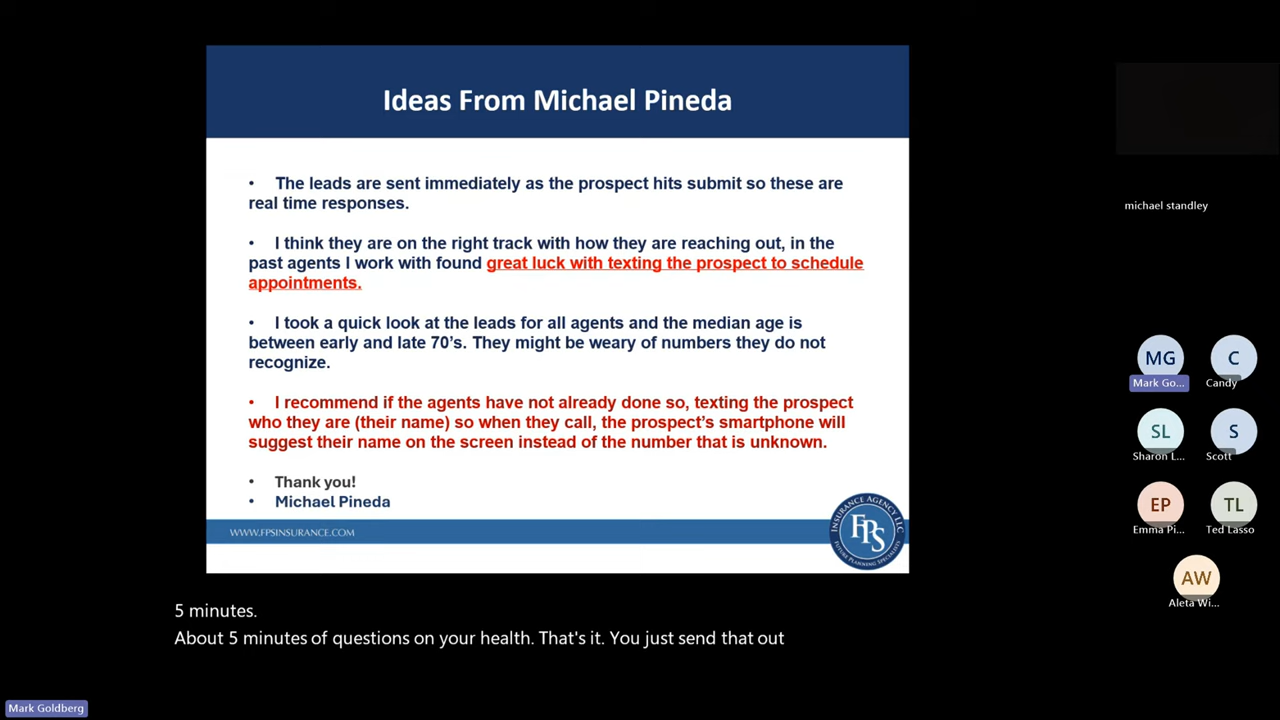 Ideas From Michael Pineda
• The leads are sent immediately as the prospect hits submit so these are
real time responses.
• I think they are on the right track with how they are reaching out, in the
past agents I work with found great luck with texting the prospect to schedule
appointments.
• I took a quick look at the leads for all agents and the median age is
between early and late 70's. They might be weary of numbers they do not
recognize.
• I recommend if the agents have not already done so, texting the prospect
who they are (their name) so when they call, the prospect's smartphone will
suggest their name on the screen instead of the number that is unknown.
• Thank you!
• Michael Pineda
WWW.FPSINSURANCE.COM
INSURANCE AGENCY LLC
FPS
FUTURE PLANNING SPECIALISTS
michael standley
MG
Mark Go...
C
Candy
SL
Sharon L...
S
Scott
EP
Emma Pi...
TL
Ted Lasso
AW
Aleta Wi...
5 minutes.
About 5 minutes of questions on your health. That's it. You just send that out
Mark Goldberg